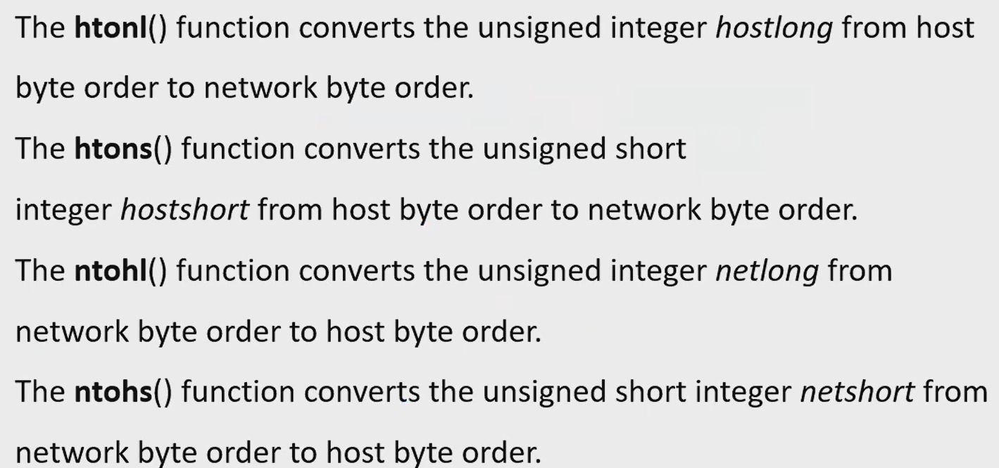 The htonl() function converts the unsigned integer hostlong from host
byte order to network byte order.
The htons() function converts the unsigned short
integer hostshort from host byte order to network byte order.
The ntohl() function converts the unsigned integer netlong from
network byte order to host byte order.
The ntohs() function converts the unsigned short integer netshort from
network byte order to host byte order.